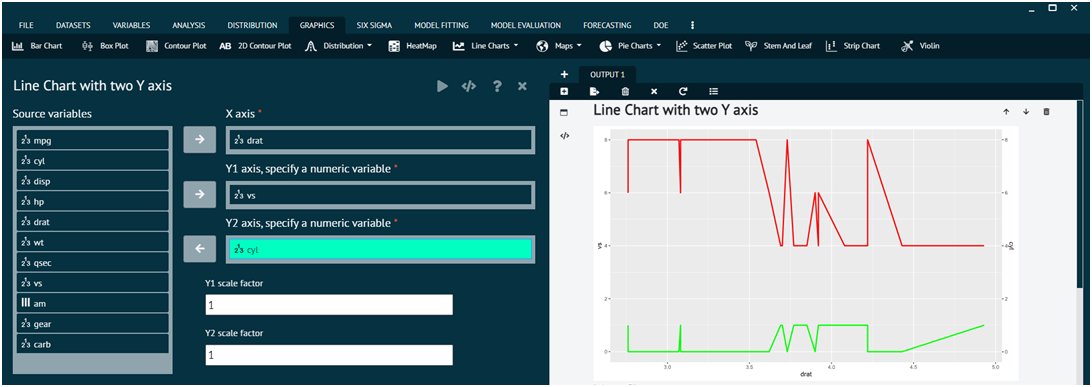 FILE DATASETS VARIABLES ANALYSIS DISTRIBUTION GRAPHICS SIX SIGMA MODEL FITTING MODEL EVALUATION FORECASTING DOE
Bar Chart Box Plot Contour Plot AB 2D Contour Plot Distribution HeatMap Line Charts Maps Pie Charts Scatter Plot Stem And Leaf Strip Chart Violin
Line Chart with two Y axis
Source variables
mpg
cyl
disp
hp
drat
wt
qsec
vs
am
gear
carb
X axis *
drat
Y1 axis, specify a numeric variable *
vs
Y2 axis, specify a numeric variable *
cyl
Y1 scale factor
1
Y2 scale factor
1
OUTPUT 1
Line Chart with two Y axis
8
6
4
2
0
vs
8
6
4
2
0
cyl
3.0 3.5 4.0 4.5 5.0
drat